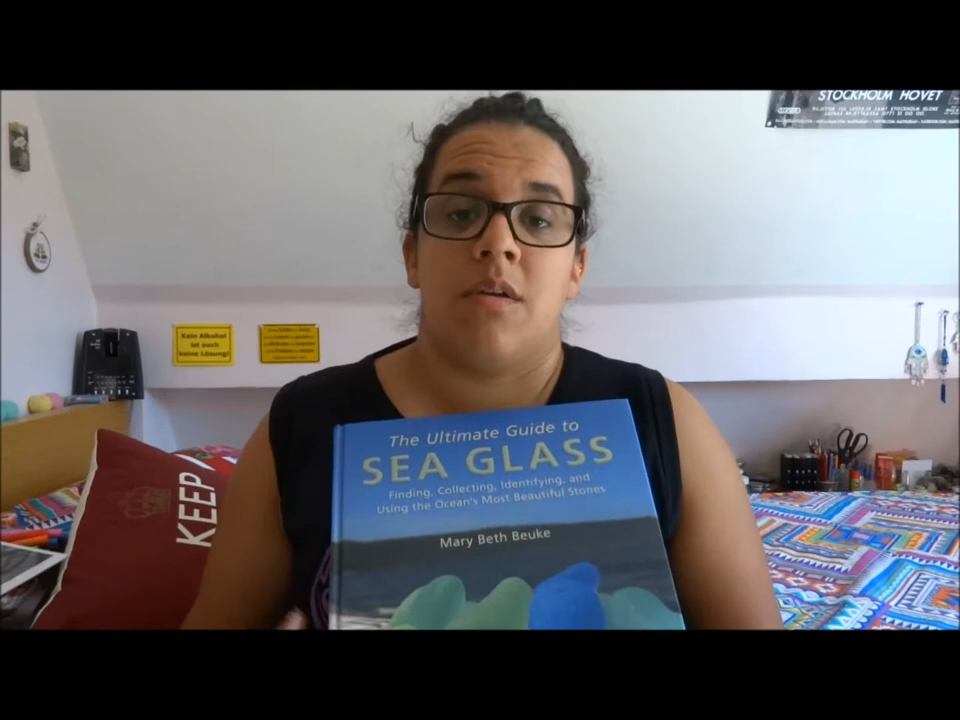 STOCKHOLM HOVET
Kein Alkohol
ist auch
keine Lösung!
KEEP
The Ultimate Guide to
SEA GLASS
Finding, Collecting, Identifying, and
Using the Ocean's Most Beautiful Stones
Mary Beth Beuke